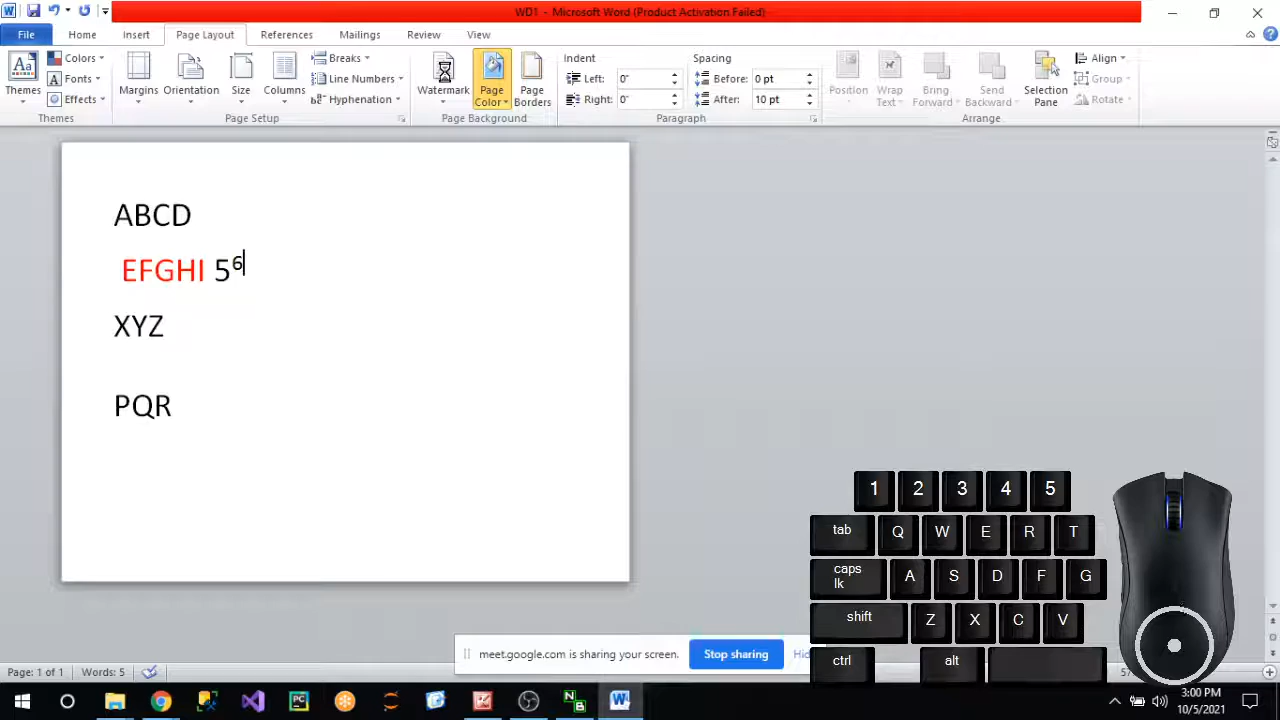 WD1 - Microsoft Word (Product Activation Failed)
File Home Insert Page Layout References Mailings Review View
Themes
Colors
Fonts
Effects
Themes
Margins
Orientation
Size
Columns
Breaks
Line Numbers
Hyphenation
Page Setup
Watermark
Page Color
Page Borders
Page Background
Indent
Left: 0"
Right: 0"
Spacing
Before: 0 pt
After: 10 pt
Paragraph
Position
Wrap Text
Bring Forward
Send Backward
Selection Pane
Align
Group
Rotate
Arrange
ABCD
EFGHI 5⁶
XYZ
PQR
1 2 3 4 5
tab Q W E R T
caps lk A S D F G
shift Z X C V
ctrl alt
meet.google.com is sharing your screen. Stop sharing
Page: 1 of 1 Words: 5
3:00 PM
10/5/2021